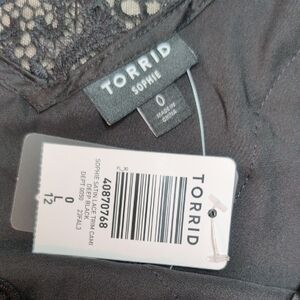 TORRID
SOPHIE
0
MADE IN
CHINA
TORRID
40870768
SOPHIE SATIN LACE TRIM CAMI
DEEP BLACK
DEPT 0050
22FAL3
0
12